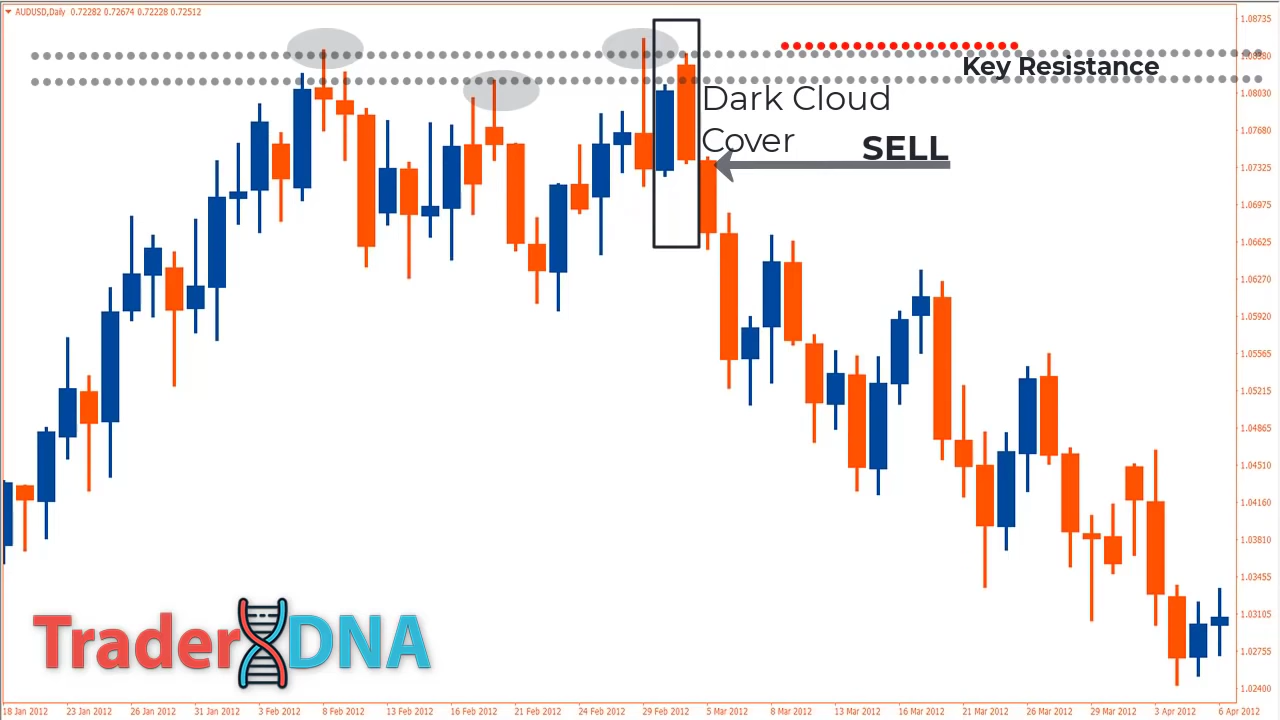 AUDUSD,Daily 0.72282 0.72674 0.72228 0.72512
1.08735
1.08380
Key Resistance
1.08030
Dark Cloud
Cover
SELL
1.07680
1.07325
1.06975
1.06625
1.06270
1.05920
1.05565
1.05215
1.04865
1.04510
1.04160
1.03810
1.03455
1.03105
1.02755
1.02400
TraderDNA
18 Jan 2012 23 Jan 2012 26 Jan 2012 31 Jan 2012 3 Feb 2012 8 Feb 2012 13 Feb 2012 16 Feb 2012 21 Feb 2012 24 Feb 2012 29 Feb 2012 5 Mar 2012 8 Mar 2012 13 Mar 2012 16 Mar 2012 21 Mar 2012 26 Mar 2012 29 Mar 2012 3 Apr 2012 6 Apr 2012